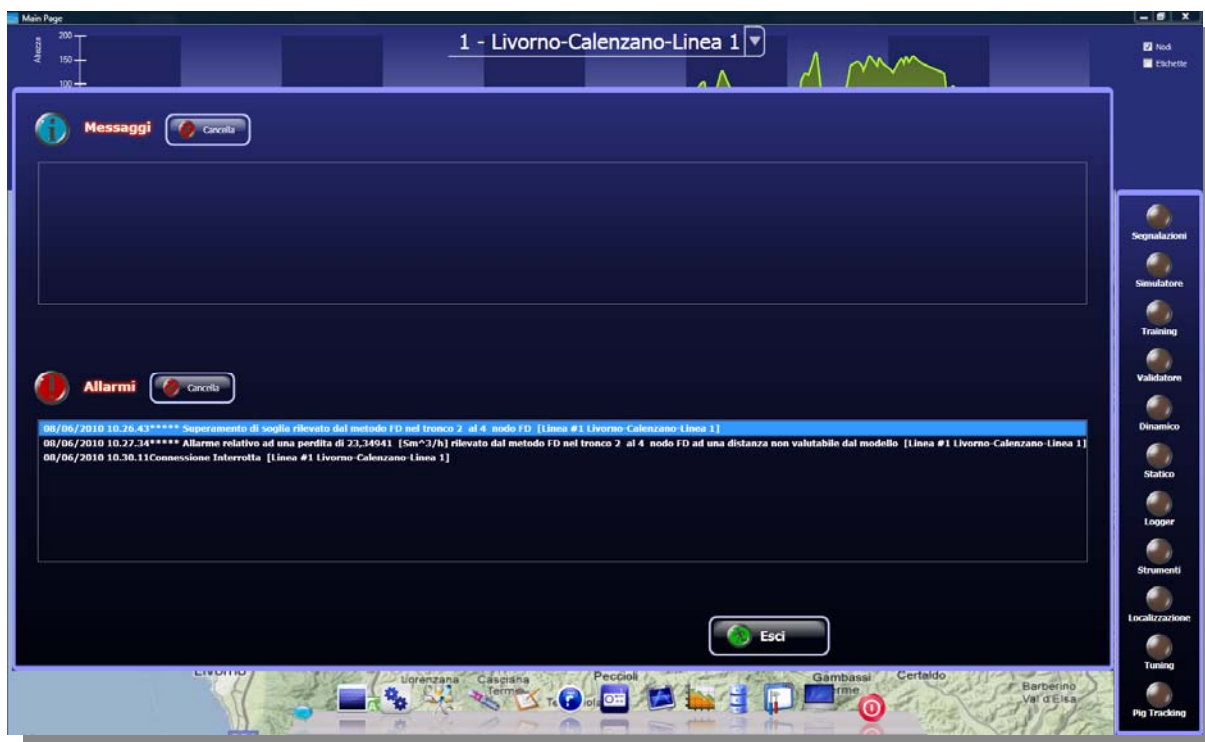 Main Page
Altezza
200
150
100
1 - Livorno-Calenzano-Linea 1
Nodi
Etichette
Messaggi
Cancella
Allarmi
Cancella
08/06/2010 10.26.43***** Superamento di soglia rilevato dal metodo FD nel tronco 2 al 4 nodo FD [Linea #1 Livorno-Calenzano-Linea 1]
08/06/2010 10.27.34***** Allarme relativo ad una perdita di 23,34941 [Sm^3/h] rilevato dal metodo FD nel tronco 2 al 4 nodo FD ad una distanza non valutabile dal modello [Linea #1 Livorno-Calenzano-Linea 1]
08/06/2010 10.30.11Connessione Interrotta [Linea #1 Livorno-Calenzano-Linea 1]
Esci
Segnalazioni
Simulatore
Training
Validatore
Dinamico
Statico
Logger
Strumenti
Localizzazione
Tuning
Pig Tracking
Lorenzana
Casciana
Peccioli
Gambassi
Certaldo
Barberino
Val d'Elsa